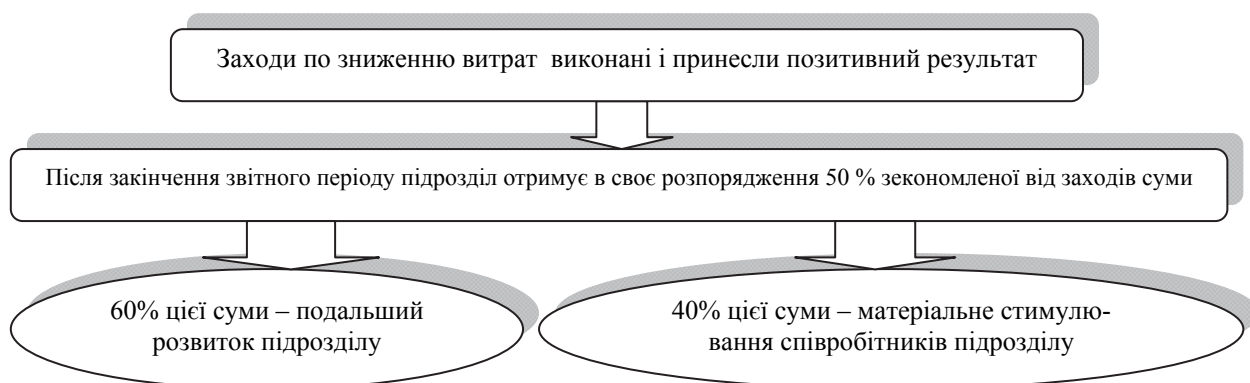 Заходи по зниженню витрат виконані і принесли позитивний результат
Після закінчення звітного періоду підрозділ отримує в своє розпорядження 50 % зекономленої від заходів суми
60% цієї суми – подальший
розвиток підрозділу
40% цієї суми – матеріальне стимулю-
вання співробітників підрозділу